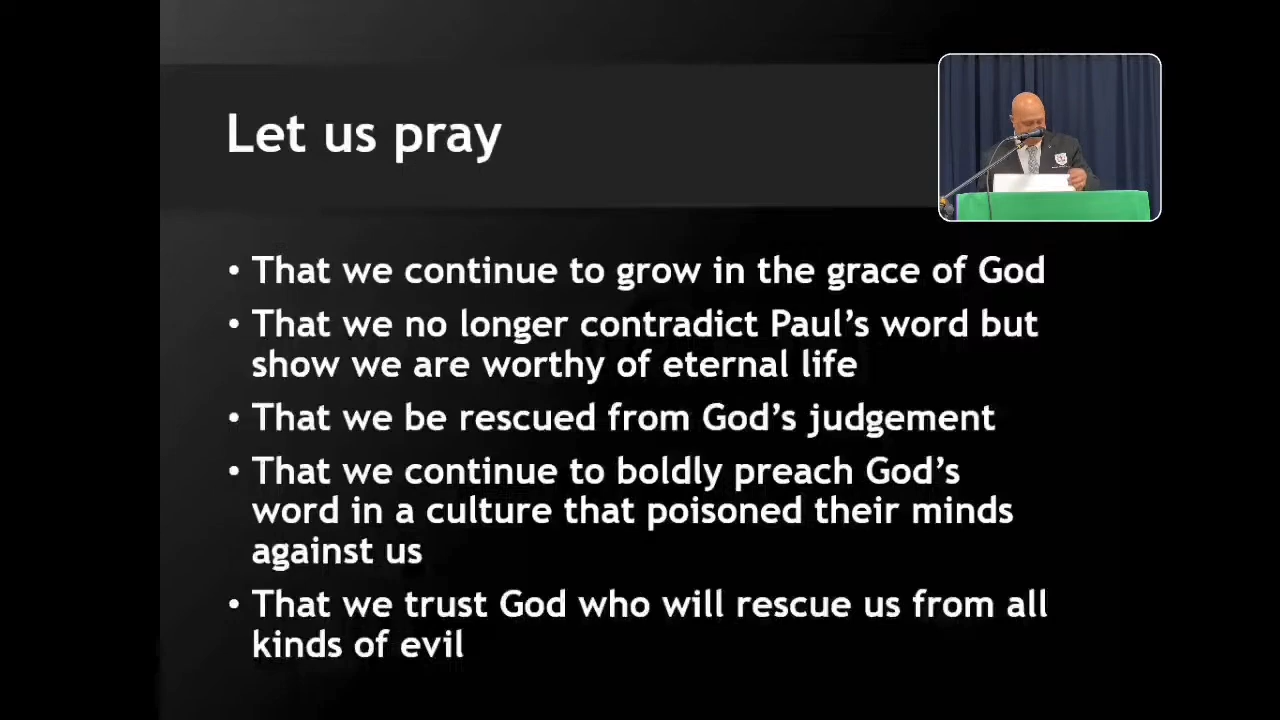 Let us pray
• That we continue to grow in the grace of God
• That we no longer contradict Paul's word but
show we are worthy of eternal life
• That we be rescued from God's judgement
• That we continue to boldly preach God's
word in a culture that poisoned their minds
against us
• That we trust God who will rescue us from all
kinds of evil